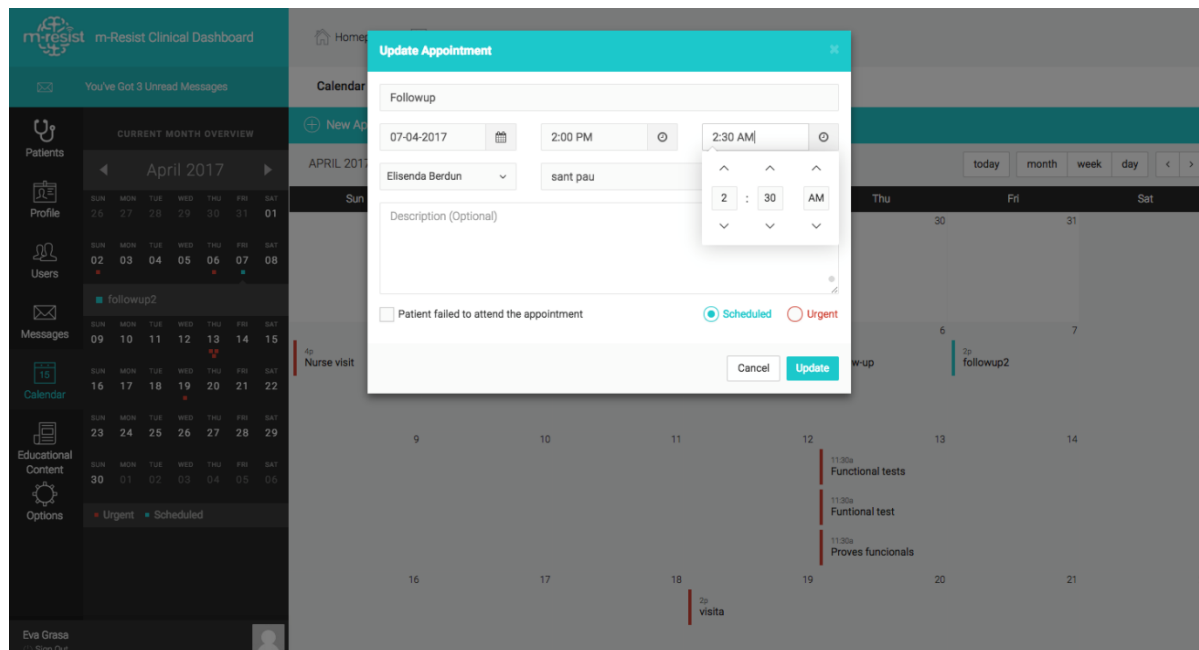 m-resist m-Resist Clinical Dashboard
Update Appointment
You've Got 3 Unread Messages
Calendar
Followup
Patients
CURRENT MONTH OVERVIEW
New
07-04-2017 2:00 PM 2:30 AM
April 2017
APRIL 2017
today month week day < >
Elisenda Berdun sant pau
2 : 30 AM
Profile
SUN MON TUE WED THU FRI SAT
26 27 28 29 30 31 01
Sun Thu Fri Sat
Description (Optional)
30 31
Users
SUN MON TUE WED THU FRI SAT
02 03 04 05 06 07 08
followup2
Messages
Patient failed to attend the appointment Scheduled Urgent
SUN MON TUE WED THU FRI SAT
09 10 11 12 13 14 15
6 7
4p
Nurse visit
w-up
2p
followup2
Cancel Update
15
Calendar
SUN MON TUE WED THU FRI SAT
16 17 18 19 20 21 22
Educational
Content
SUN MON TUE WED THU FRI SAT
23 24 25 26 27 28 29
9 10 11 12 13 14
11:30a
Functional tests
SUN MON TUE WED THU FRI SAT
30 01 02 03 04 05 06
11:30a
Funtional test
Options
Urgent Scheduled
11:30a
Proves funcionals
16 17 18 19 20 21
2p
visita
Eva Grasa
Sign Out